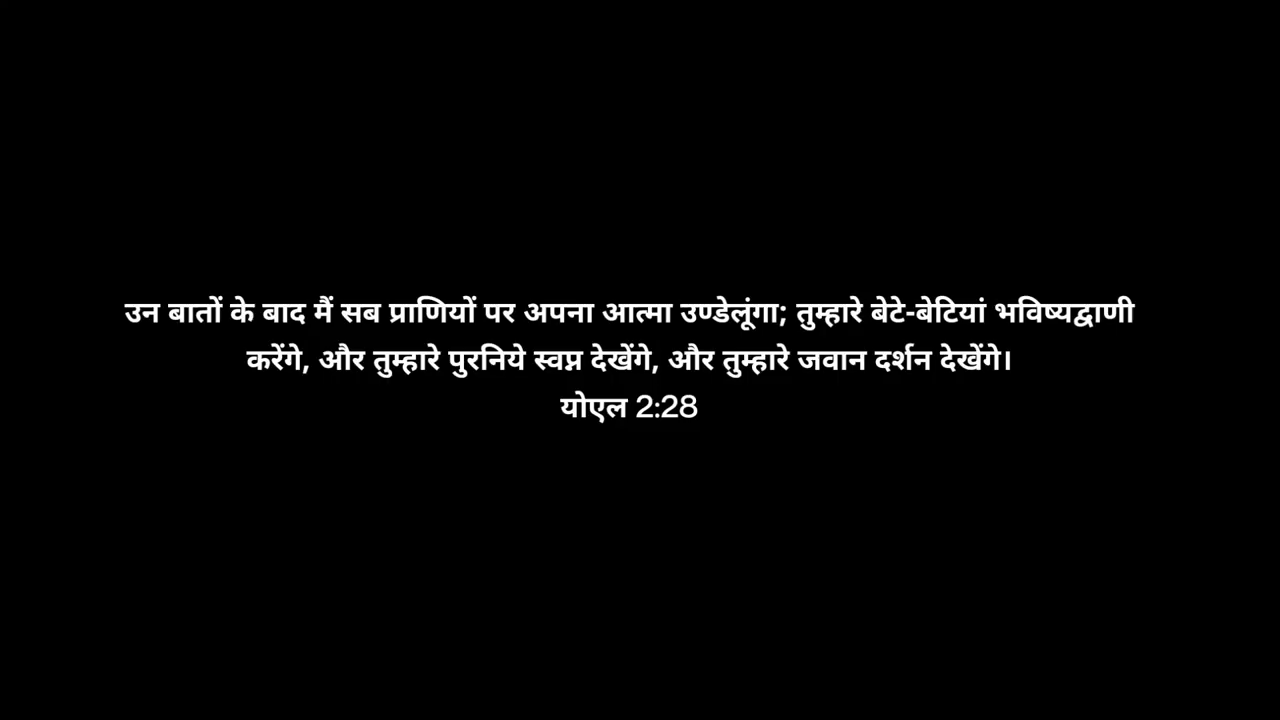 उन बातों के बाद मैं सब प्राणियों पर अपना आत्मा उण्डेलूंगा; तुम्हारे बेटे-बेटियां भविष्यद्वाणी
करेंगे, और तुम्हारे पुरनिये स्वप्न देखेंगे, और तुम्हारे जवान दर्शन देखेंगे।
योएल 2:28